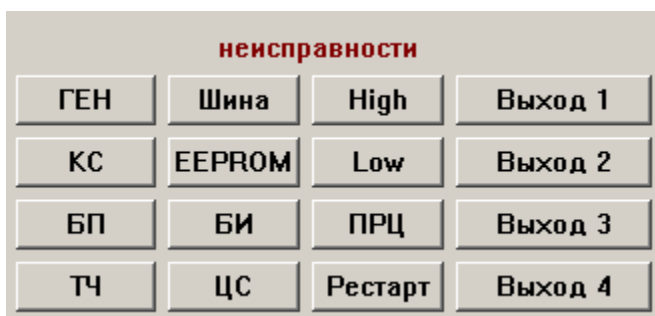 неисправности
ГЕН Шина High Выход 1
КС EEPROM Low Выход 2
БП БИ ПРЦ Выход 3
ТЧ ЦС Рестарт Выход 4